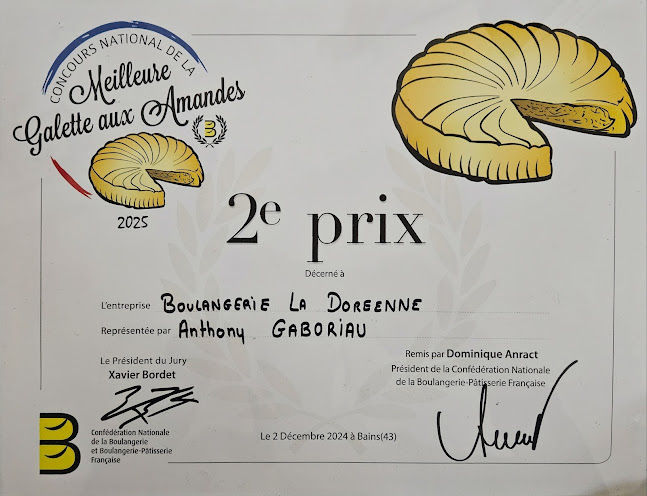 CONCOURS NATIONAL DE LA
Meilleure
Galette aux Amandes
2025
2e prix
Décerné à
L'entreprise BOULANGERIE LA DOREENNE
Représentée par Anthony GABORIAU
Le Président du Jury
Xavier Bordet
Remis par Dominique Anract
Président de la Confédération Nationale
de la Boulangerie-Pâtisserie Française
Confédération Nationale
de la Boulangerie
et Boulangerie-Pâtisserie
Française
Le 2 Décembre 2024 à Bains(43)